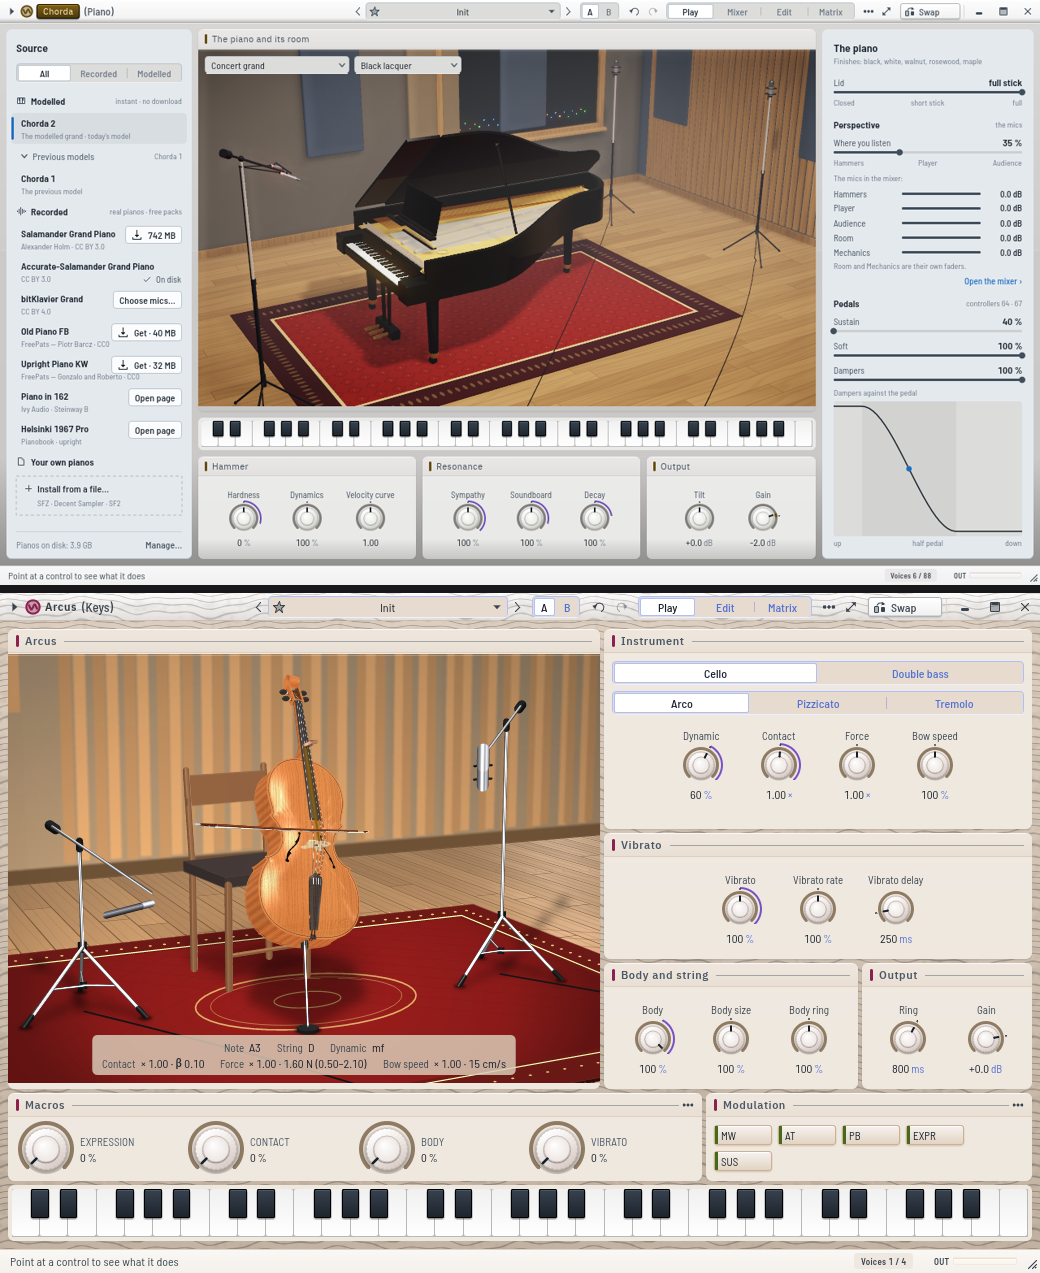 Chorda (Piano)
Init
A B
Play Mixer Edit Matrix
Swap
Source
All Recorded Modelled
Modelled instant · no download
Chorda 2
The modelled grand · today's model
Previous models Chorda 1
Chorda 1
The previous model
Recorded real pianos · free packs
Salamander Grand Piano 742 MB
Alexander Holm · CC BY 3.0
Accurate-Salamander Grand Piano
CC BY 3.0 On disk
bitKlavier Grand Choose mics...
CC BY 4.0
Old Piano FB Get · 40 MB
FreePats — Piotr Barcz · CC0
Upright Piano KW Get · 32 MB
FreePats — Gonzalo and Roberto · CC0
Piano in 162 Open page
Ivy Audio · Steinway B
Helsinki 1967 Pro Open page
Pianobook · upright
Your own pianos
+ Install from a file...
SFZ · Decent Sampler · SF2
Pianos on disk: 3.9 GB Manage...
The piano and its room
Concert grand Black lacquer
Hammer
Hardness Dynamics Velocity curve
0 % 100 % 1.00
Resonance
Sympathy Soundboard Decay
100 % 100 % 100 %
Output
Tilt Gain
+0.0 dB -2.0 dB
The piano
Finishes: black, white, walnut, rosewood, maple
Lid full stick
Closed short stick full
Perspective the mics
Where you listen 35 %
Hammers Player Audience
The mics in the mixer:
Hammers 0.0 dB
Player 0.0 dB
Audience 0.0 dB
Room 0.0 dB
Mechanics 0.0 dB
Room and Mechanics are their own faders.
Open the mixer ›
Pedals controllers 64 - 67
Sustain 40 %
Soft 100 %
Dampers 100 %
Dampers against the pedal
up half pedal down
Point at a control to see what it does Voices 6 / 88 OUT
Arcus (Keys)
Init
A B
Play Edit Matrix
Swap
Arcus
Note A3 String D Dynamic mf
Contact × 1.00 · β 0.10 Force × 1.00 · 1.60 N (0.50–2.10) Bow speed × 1.00 · 15 cm/s
Instrument
Cello Double bass
Arco Pizzicato Tremolo
Dynamic Contact Force Bow speed
60 % 1.00 × 1.00 × 100 %
Vibrato
Vibrato Vibrato rate Vibrato delay
100 % 100 % 250 ms
Body and string
Body Body size Body ring
100 % 100 % 100 %
Output
Ring Gain
800 ms +0.0 dB
Macros
EXPRESSION 0 %
CONTACT 0 %
BODY 0 %
VIBRATO 0 %
Modulation
MW AT PB EXPR
SUS
Point at a control to see what it does Voices 1 / 4 OUT